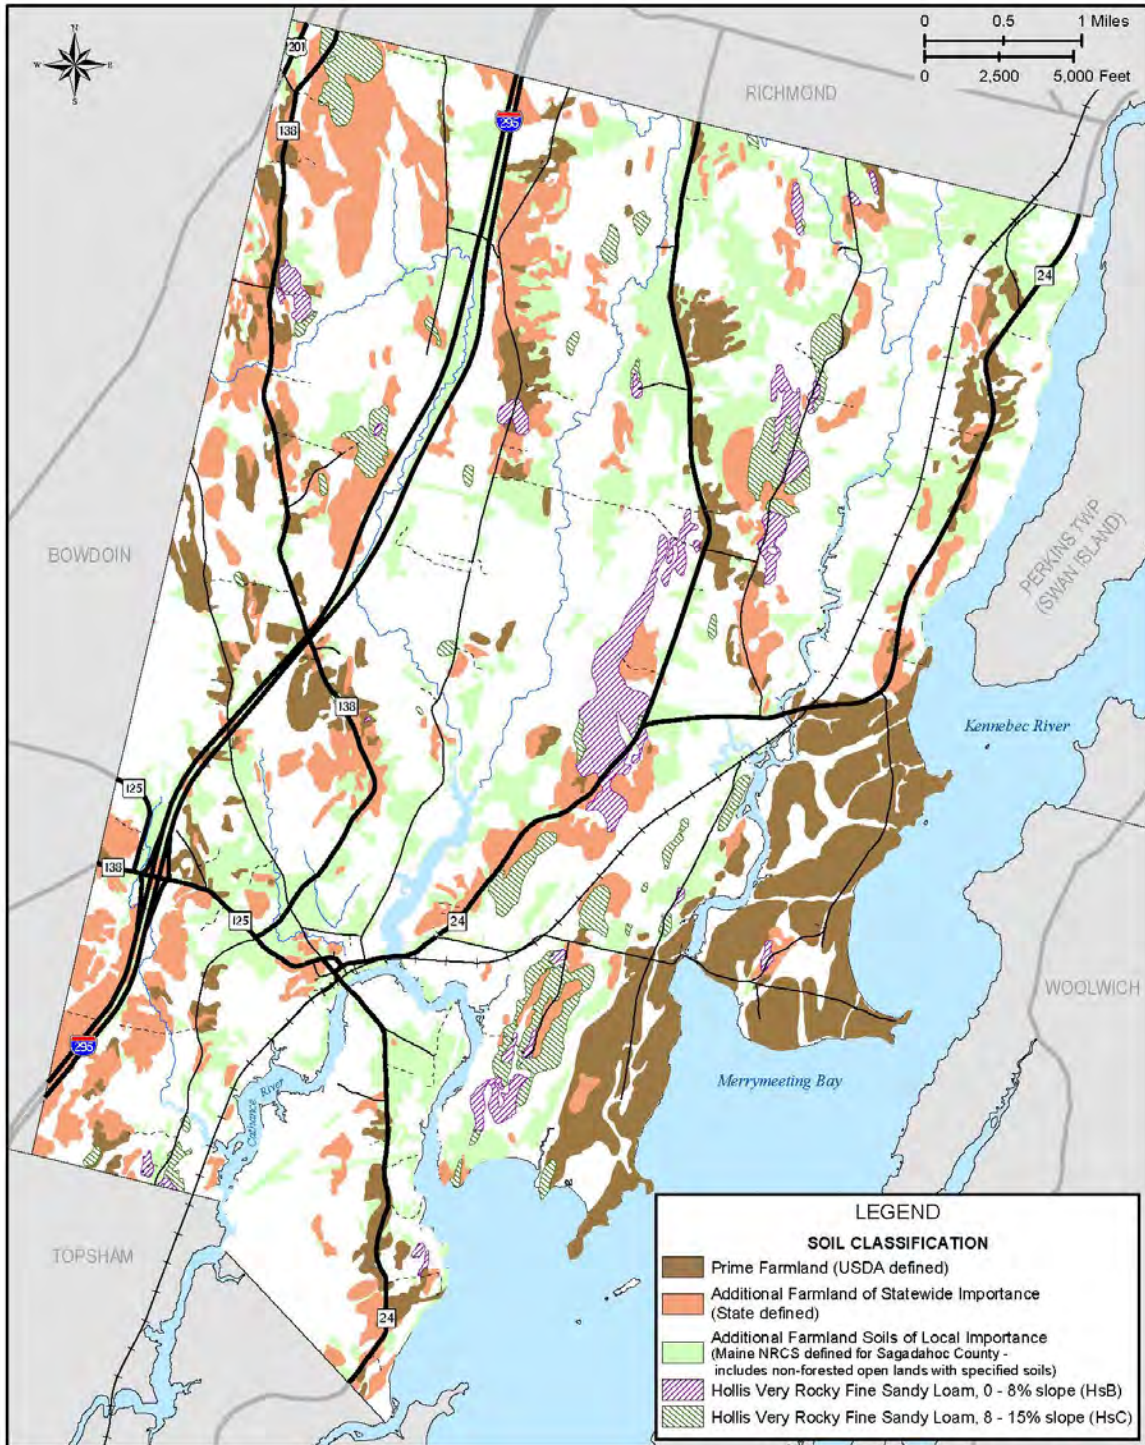 N
W
E
S
0 0.5 1 Miles
0 2,500 5,000 Feet
201
RICHMOND
295
138
24
BOWDOIN
PERKINS TWP
(SWAN ISLAND)
138
Kennebec River
125
138
125
24
WOOLWICH
295
Merrymeeting Bay
Cathance River
TOPSHAM
24
LEGEND
SOIL CLASSIFICATION
Prime Farmland (USDA defined)
Additional Farmland of Statewide Importance
(State defined)
Additional Farmland Soils of Local Importance
(Maine NRCS defined for Sagadahoc County -
includes non-forested open lands with specified soils)
Hollis Very Rocky Fine Sandy Loam, 0 - 8% slope (HsB)
Hollis Very Rocky Fine Sandy Loam, 8 - 15% slope (HsC)